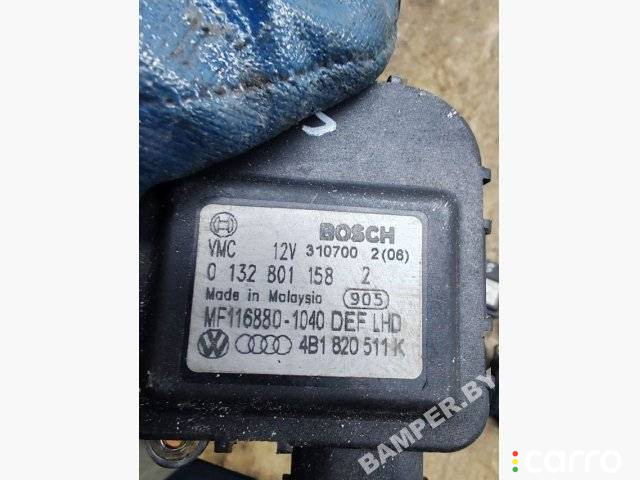 BOSCH
VMC 12V 310700 2(06)
0 132 801 158 2
Made in Malaysia 905
MF116880-1040 DEF LHD
4B1 820 511 K
BAMPER.BY
carro